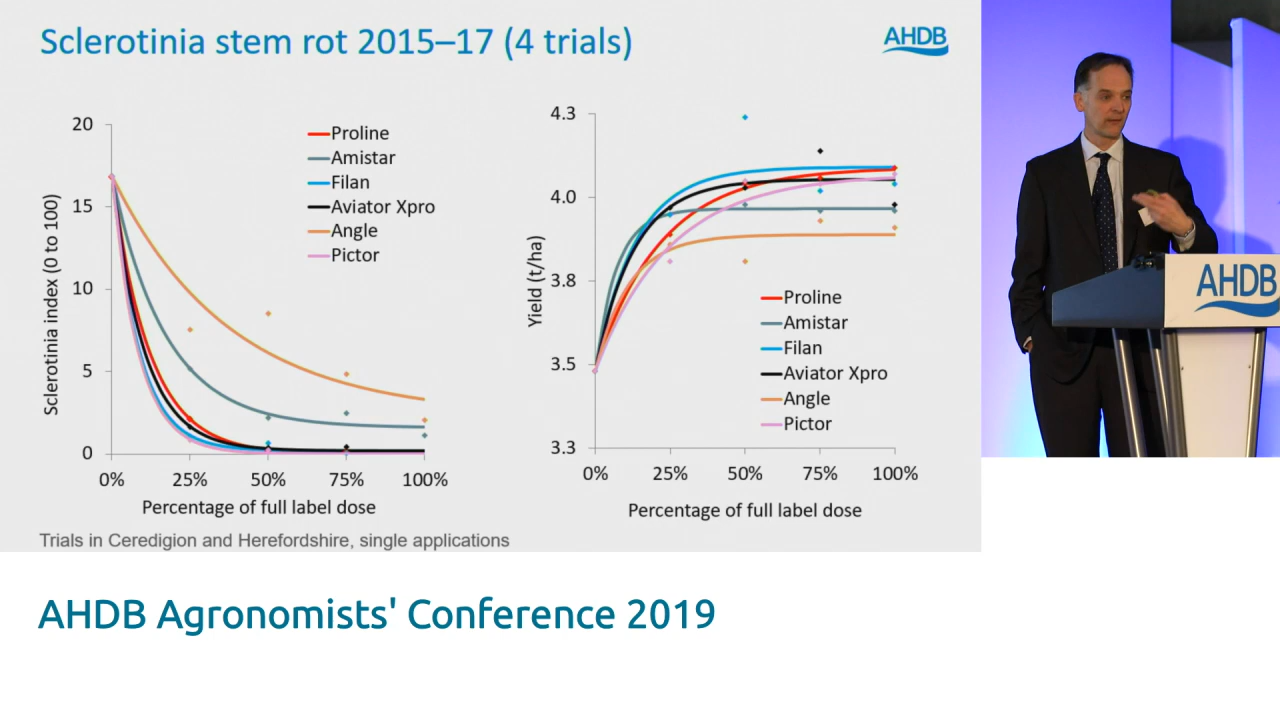 Sclerotinia stem rot 2015–17 (4 trials)
AHDB
20
15
10
5
0
Sclerotinia index (0 to 100)
Proline
Amistar
Filan
Aviator Xpro
Angle
Pictor
0%
25%
50%
75%
100%
Percentage of full label dose
4.3
4.0
3.8
3.5
3.3
Yield (t/ha)
Proline
Amistar
Filan
Aviator Xpro
Angle
Pictor
0%
25%
50%
75%
100%
Percentage of full label dose
Trials in Ceredigion and Herefordshire, single applications
AHDB
AHDB Agronomists' Conference 2019